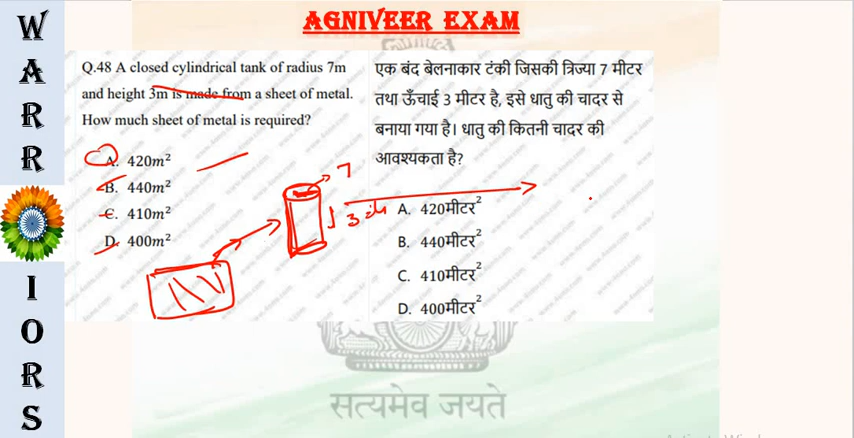 AGNIVEER EXAM
WARR
IORS
Q.48 A closed cylindrical tank of radius 7m
and height 3m is made from a sheet of metal.
How much sheet of metal is required?
A. 420m²
B. 440m²
C. 410m²
D. 400m²
7
3
एक बंद बेलनाकार टंकी जिसकी त्रिज्या 7 मीटर
तथा ऊँचाई 3 मीटर है, इसे धातु की चादर से
बनाया गया है। धातु की कितनी चादर की
आवश्यकता है?
A. 420मीटर²
B. 440मीटर²
C. 410मीटर²
D. 400मीटर²
सत्यमेव जयते